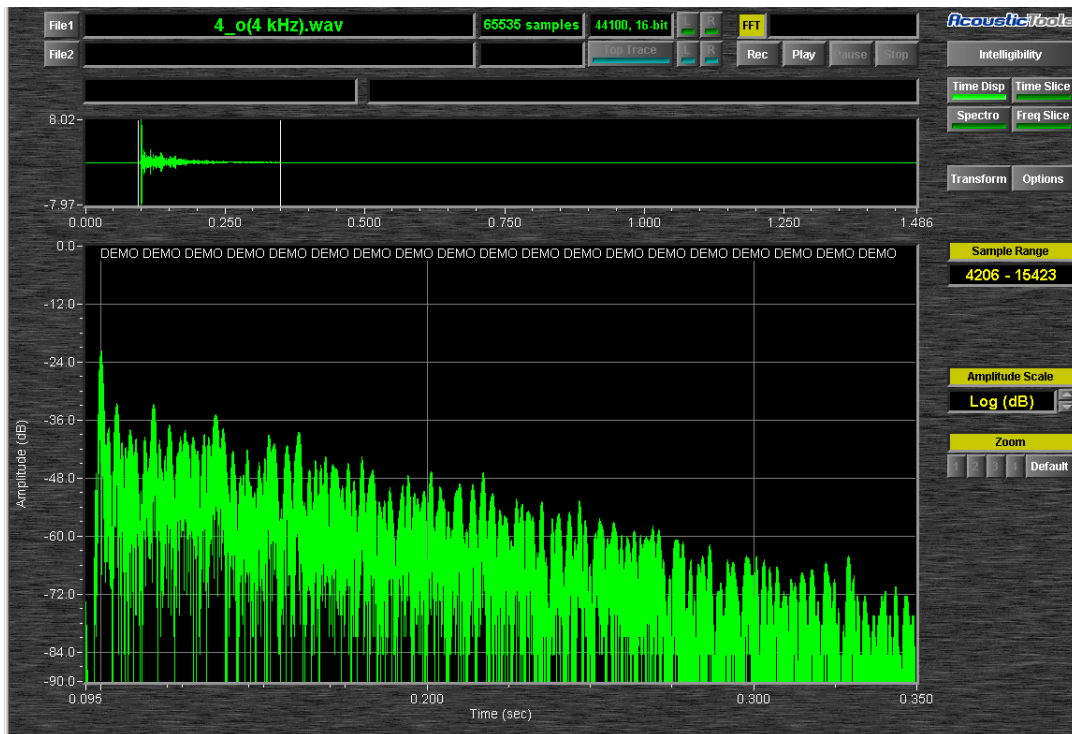 File1 4_o(4 kHz).wav 65535 samples 44100, 16-bit L R FFT AcousticTools
File2 Top Trace L R Rec Play Pause Stop Intelligibility
Time Disp Time Slice
Spectro Freq Slice
8.02
-7.97
0.000 0.250 0.500 0.750 1.000 1.250 1.486
Transform Options
0.0
DEMO DEMO DEMO DEMO DEMO DEMO DEMO DEMO DEMO DEMO DEMO DEMO DEMO DEMO DEMO DEMO DEMO DEMO DEMO
Sample Range
4206 - 15423
-12.0
-24.0
Amplitude Scale
Log (dB)
-36.0
Zoom
1 2 3 4 Default
-48.0
Amplitude (dB)
-60.0
-72.0
-84.0
-90.0
0.095 0.200 0.300 0.350
Time (sec)